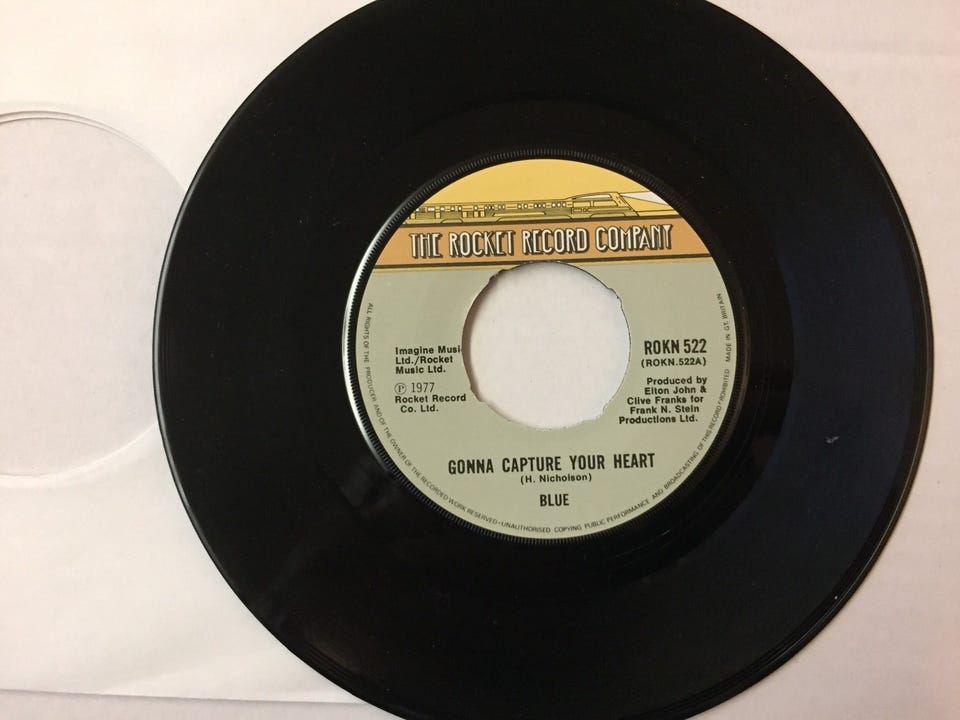 THE ROCKET RECORD COMPANY
Imagine Musi
Ltd./Rocket
Music Ltd.
Ⓟ 1977
Rocket Record
Co. Ltd.
ROKN 522
(ROKN.522A)
Produced by
Elton John &
Clive Franks for
Frank N. Stein
Productions Ltd.
GONNA CAPTURE YOUR HEART
(H. Nicholson)
BLUE
ALL RIGHTS OF THE PRODUCER AND OF THE OWNER OF THE RECORDED WORK RESERVED • UNAUTHORISED COPYING PUBLIC PERFORMANCE AND BROADCASTING OF THIS RECORD PROHIBITED MADE IN GT. BRITAIN